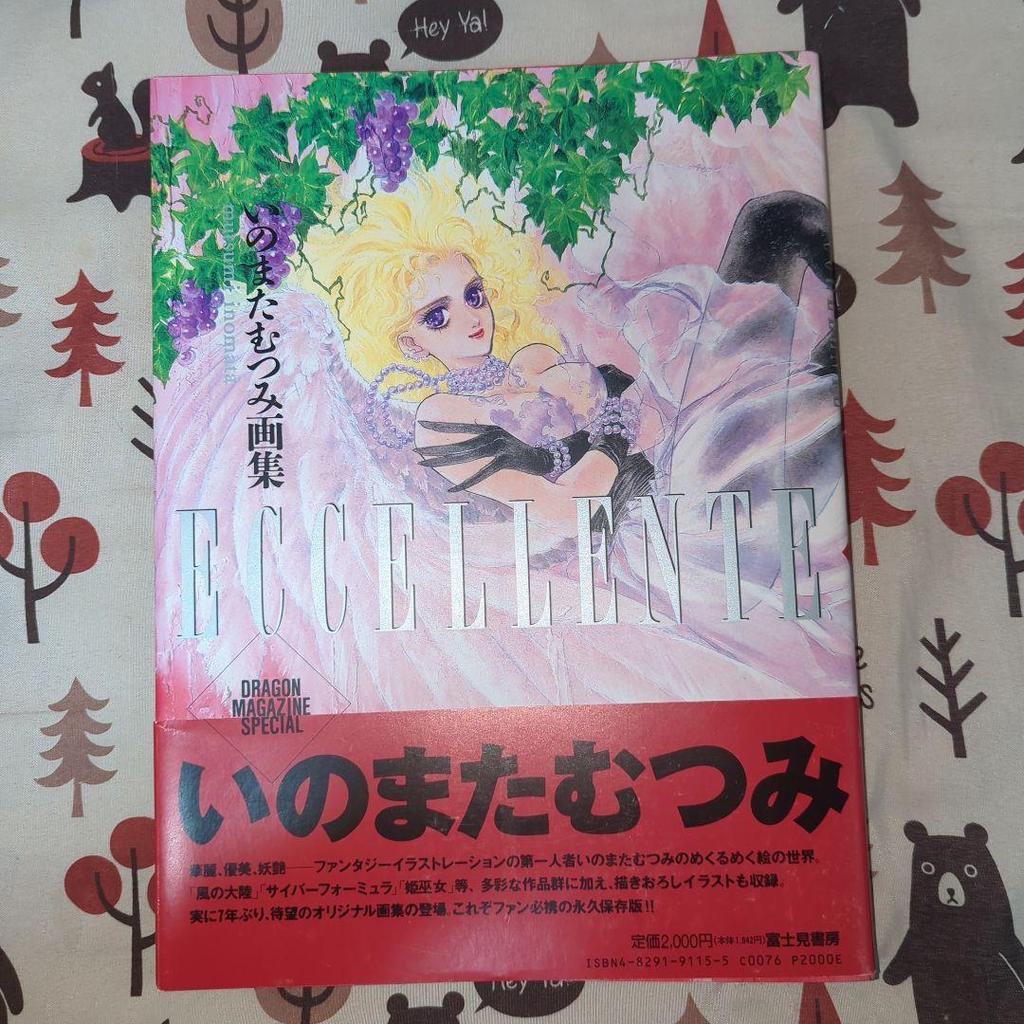 Hey Ya!
いのまたむつみ画集
mutsumi inomata
ECCELLENTE
DRAGON
MAGAZINE
SPECIAL
いのまたむつみ
華麗、優美、妖艶――ファンタジーイラストレーションの第一人者いのまたむつみのめくるめく絵の世界。
「風の大陸」「サイバーフォーミュラ」「姫巫女」等、多彩な作品群に加え、描きおろしイラストも収録。
実に7年ぶり、待望のオリジナル画集の登場。これぞファン必携の永久保存版!!
定価2,000円(本体1,942円)富士見書房
ISBN4-8291-9115-5 C0076 P2000E
Hey Ya!